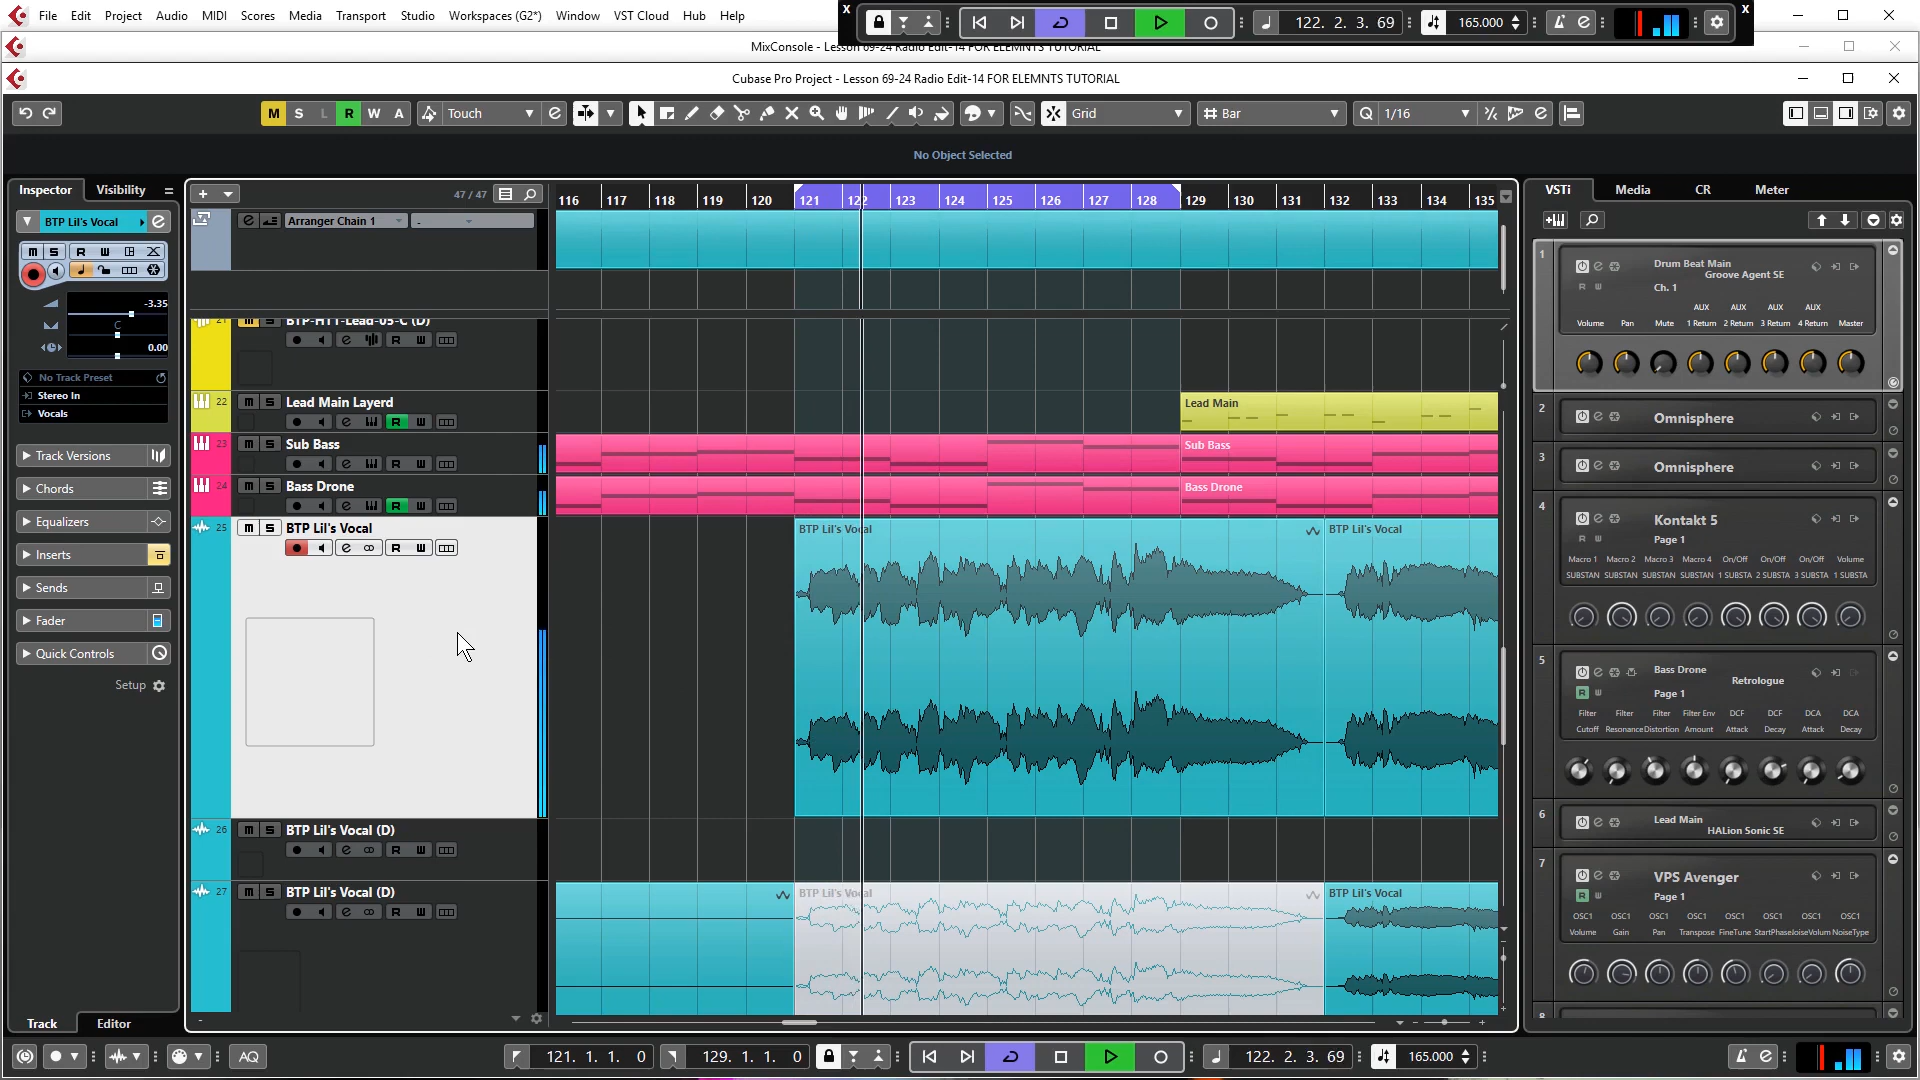 File Edit Project Audio MIDI Scores Media Transport Studio Workspaces (G2*) Window VST Cloud Hub Help
x
122. 2. 3. 69
165.000
x
MixConsole - Lesson 69-24 Radio Edit-14 FOR ELEMNTS TUTORIAL
Cubase Pro Project - Lesson 69-24 Radio Edit-14 FOR ELEMNTS TUTORIAL
M S L R W A
Touch
Grid
Bar
Q 1/16
No Object Selected
Inspector Visibility
BTP Lil's Vocal
-3.35
C
0.00
No Track Preset
Stereo In
Vocals
Track Versions
Chords
Equalizers
Inserts
Sends
Fader
Quick Controls
Setup
Track Editor
47 / 47
Arranger Chain 1 -
21 BTP-HTT-Lead-05-C (D)
22 M S Lead Main Layerd
R W
23 M S Sub Bass
R W
24 M S Bass Drone
R W
25 M S BTP Lil's Vocal
R W
26 M S BTP Lil's Vocal (D)
R W
27 M S BTP Lil's Vocal (D)
R W
116 117 118 119 120 121 122 123 124 125 126 127 128 129 130 131 132 133 134 135
Lead Main
Sub Bass
Bass Drone
BTP Lil's Vocal BTP Lil's Vocal
BTP Lil's Vocal BTP Lil's Vocal
VSTi Media CR Meter
1
Drum Beat Main
Groove Agent SE
R W Ch. 1
AUX AUX AUX AUX
Volume Pan Mute 1 Return 2 Return 3 Return 4 Return Master
2 Omnisphere
3 Omnisphere
4 Kontakt 5
R W Page 1
Macro 1 Macro 2 Macro 3 Macro 4 On/Off On/Off On/Off Volume
SUBSTAN SUBSTAN SUBSTAN SUBSTAN 1 SUBSTA 2 SUBSTAN 3 SUBSTA 1 SUBSTA
5 Bass Drone
Retrologue
R W Page 1
Filter Filter Filter Filter Env DCF DCF DCA DCA
Cutoff Resonance Distortion Amount Attack Decay Attack Decay
6 Lead Main
HALion Sonic SE
7 VPS Avenger
R W Page 1
OSC1 OSC1 OSC1 OSC1 OSC1 OSC1 OSC1 OSC1
Volume Gain Pan Transpose FineTune StartPhase NoiseType
8
AQ
121. 1. 1. 0
129. 1. 1. 0
122. 2. 3. 69
165.000